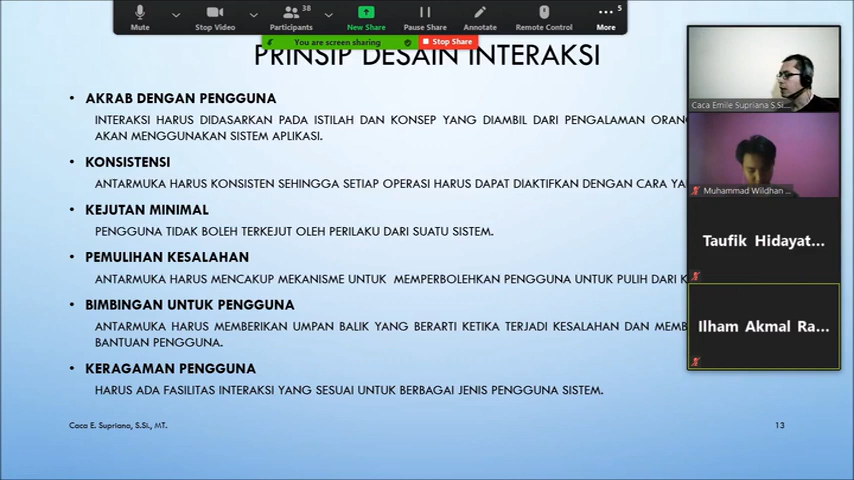 38
5
Mute
Stop Video
Participants
New Share
Pause Share
Annotate
Remote Control
More
You are screen sharing
Stop Share
PRINSIP DESAIN INTERAKSI
• AKRAB DENGAN PENGGUNA
INTERAKSI HARUS DIDASARKAN PADA ISTILAH DAN KONSEP YANG DIAMBIL DARI PENGALAMAN ORANG
AKAN MENGGUNAKAN SISTEM APLIKASI.
• KONSISTENSI
ANTARMUKA HARUS KONSISTEN SEHINGGA SETIAP OPERASI HARUS DAPAT DIAKTIFKAN DENGAN CARA YA
• KEJUTAN MINIMAL
PENGGUNA TIDAK BOLEH TERKEJUT OLEH PERILAKU DARI SUATU SISTEM.
• PEMULIHAN KESALAHAN
ANTARMUKA HARUS MENCAKUP MEKANISME UNTUK MEMPERBOLEHKAN PENGGUNA UNTUK PULIH DARI K
• BIMBINGAN UNTUK PENGGUNA
ANTARMUKA HARUS MEMBERIKAN UMPAN BALIK YANG BERARTI KETIKA TERJADI KESALAHAN DAN MEMB
BANTUAN PENGGUNA.
• KERAGAMAN PENGGUNA
HARUS ADA FASILITAS INTERAKSI YANG SESUAI UNTUK BERBAGAI JENIS PENGGUNA SISTEM.
Caca E. Supriana, S.Si., MT.
13
Caca Emile Supriana S.Si...
Muhammad Wildhan ...
Taufik Hidayat...
Ilham Akmal Ra...